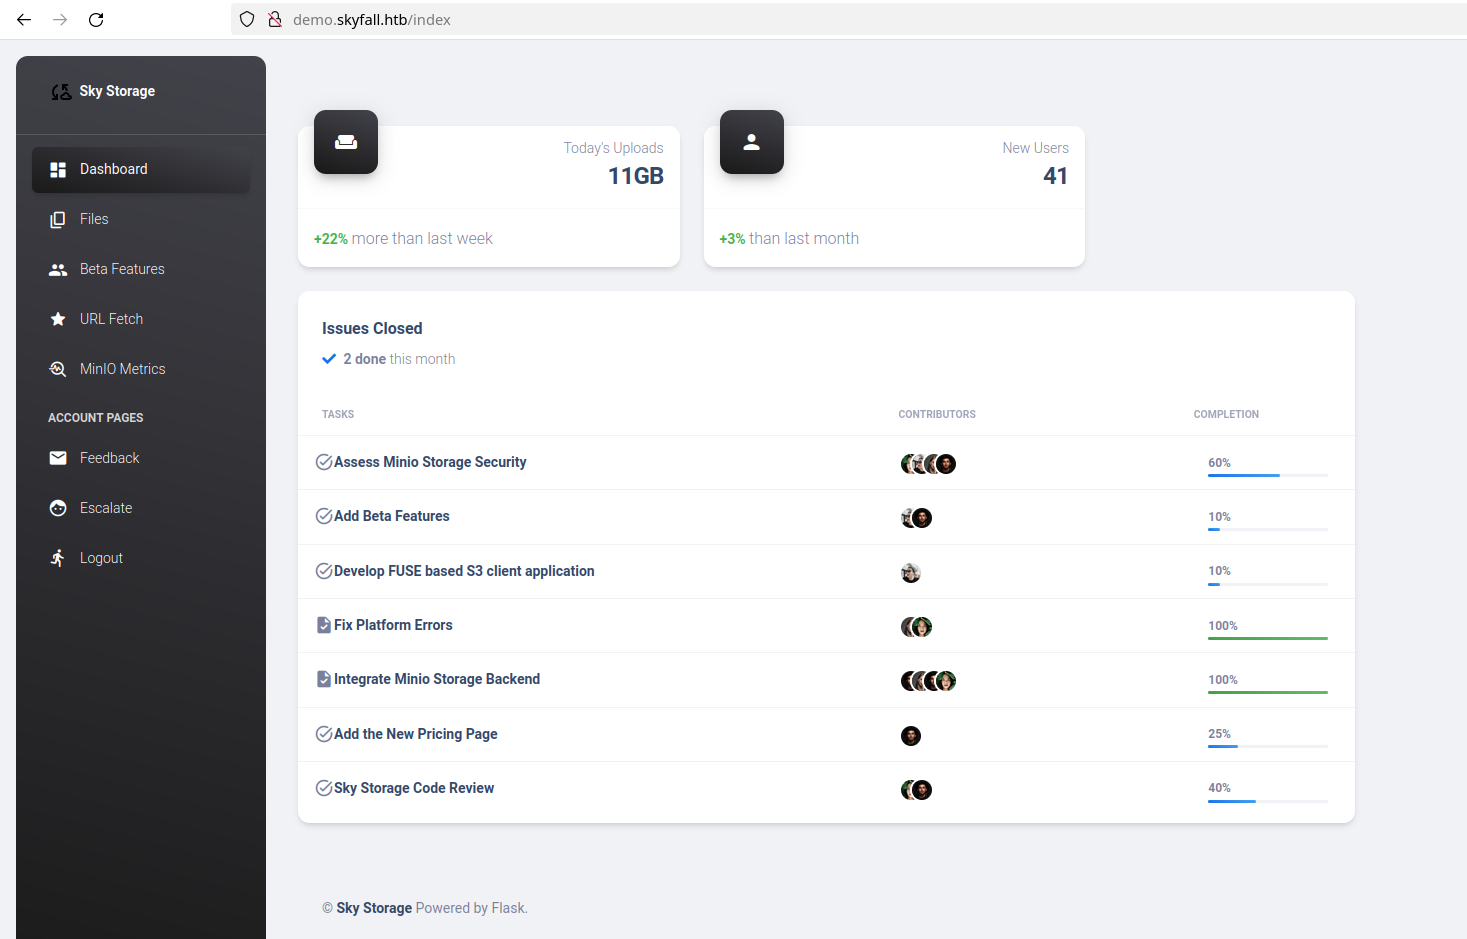 demo.skyfall.htb/index
Sky Storage
Dashboard
Files
Beta Features
URL Fetch
MinIO Metrics
ACCOUNT PAGES
Feedback
Escalate
Logout
Today's Uploads
11GB
+22% more than last week
New Users
41
+3% than last month
Issues Closed
2 done this month
TASKS CONTRIBUTORS COMPLETION
Assess Minio Storage Security 60%
Add Beta Features 10%
Develop FUSE based S3 client application 10%
Fix Platform Errors 100%
Integrate Minio Storage Backend 100%
Add the New Pricing Page 25%
Sky Storage Code Review 40%
© Sky Storage Powered by Flask.